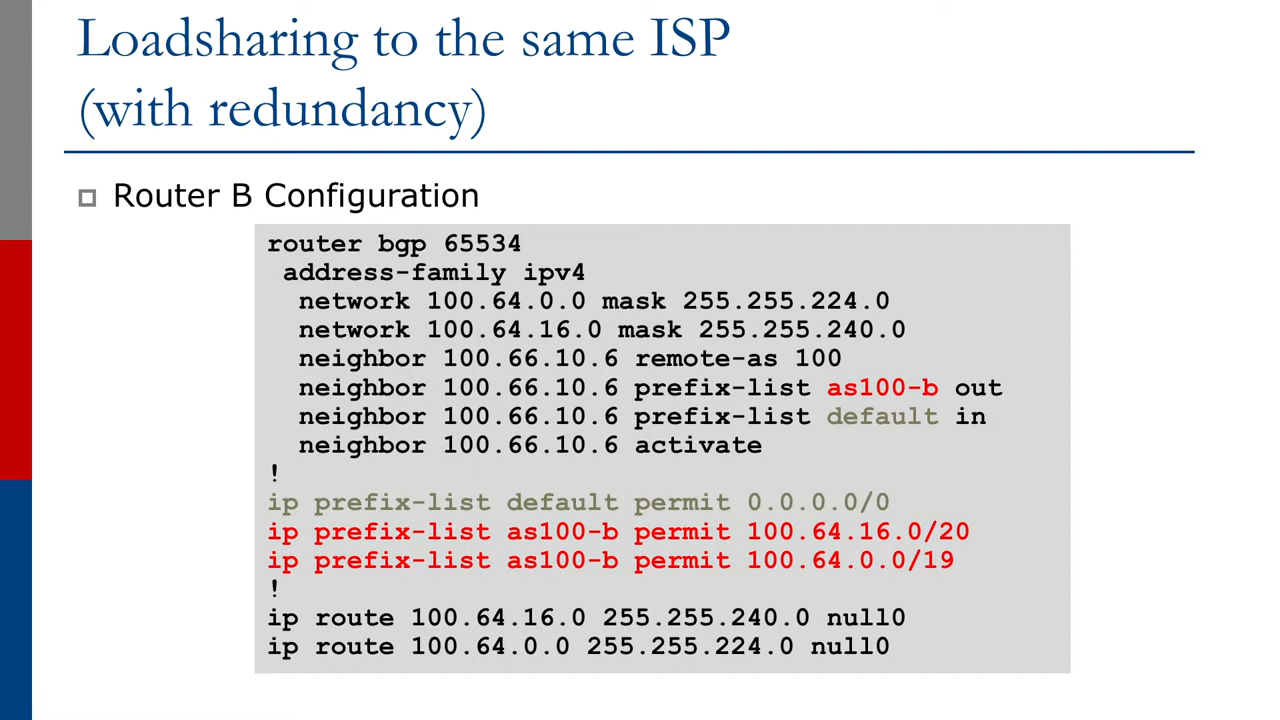 Loadsharing to the same ISP
(with redundancy)
Router B Configuration
router bgp 65534
 address-family ipv4
  network 100.64.0.0 mask 255.255.224.0
  network 100.64.16.0 mask 255.255.240.0
  neighbor 100.66.10.6 remote-as 100
  neighbor 100.66.10.6 prefix-list as100-b out
  neighbor 100.66.10.6 prefix-list default in
  neighbor 100.66.10.6 activate
!
ip prefix-list default permit 0.0.0.0/0
ip prefix-list as100-b permit 100.64.16.0/20
ip prefix-list as100-b permit 100.64.0.0/19
!
ip route 100.64.16.0 255.255.240.0 null0
ip route 100.64.0.0 255.255.224.0 null0